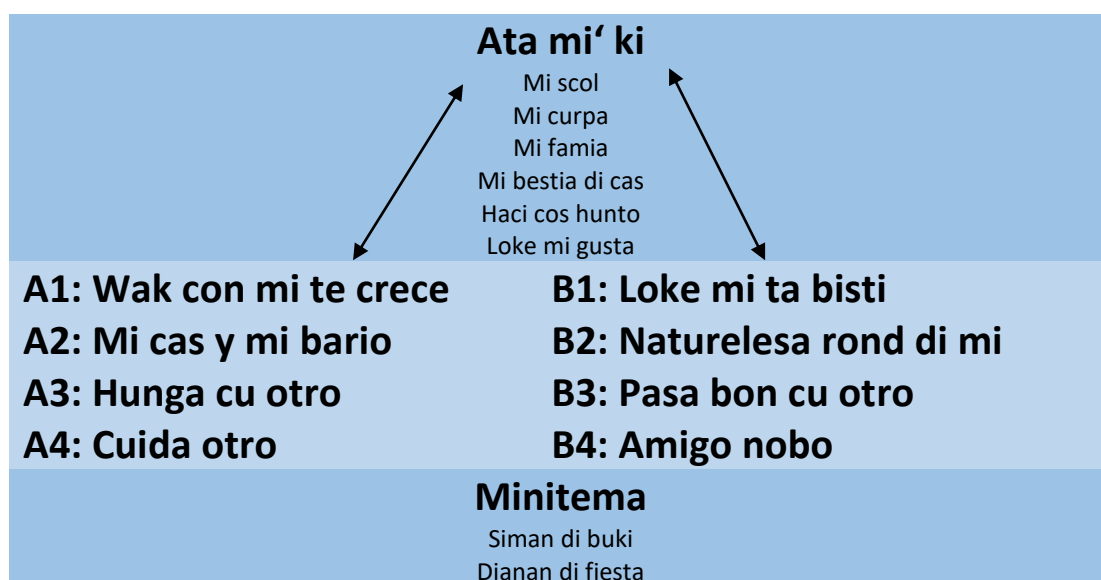 Ata mi‘ ki
Mi scol
Mi curpa
Mi famia
Mi bestia di cas
Haci cos hunto
Loke mi gusta
A1: Wak con mi te crece
A2: Mi cas y mi bario
A3: Hunga cu otro
A4: Cuida otro
B1: Loke mi ta bisti
B2: Naturelesa rond di mi
B3: Pasa bon cu otro
B4: Amigo nobo
Minitema
Siman di buki
Dianan di fiesta